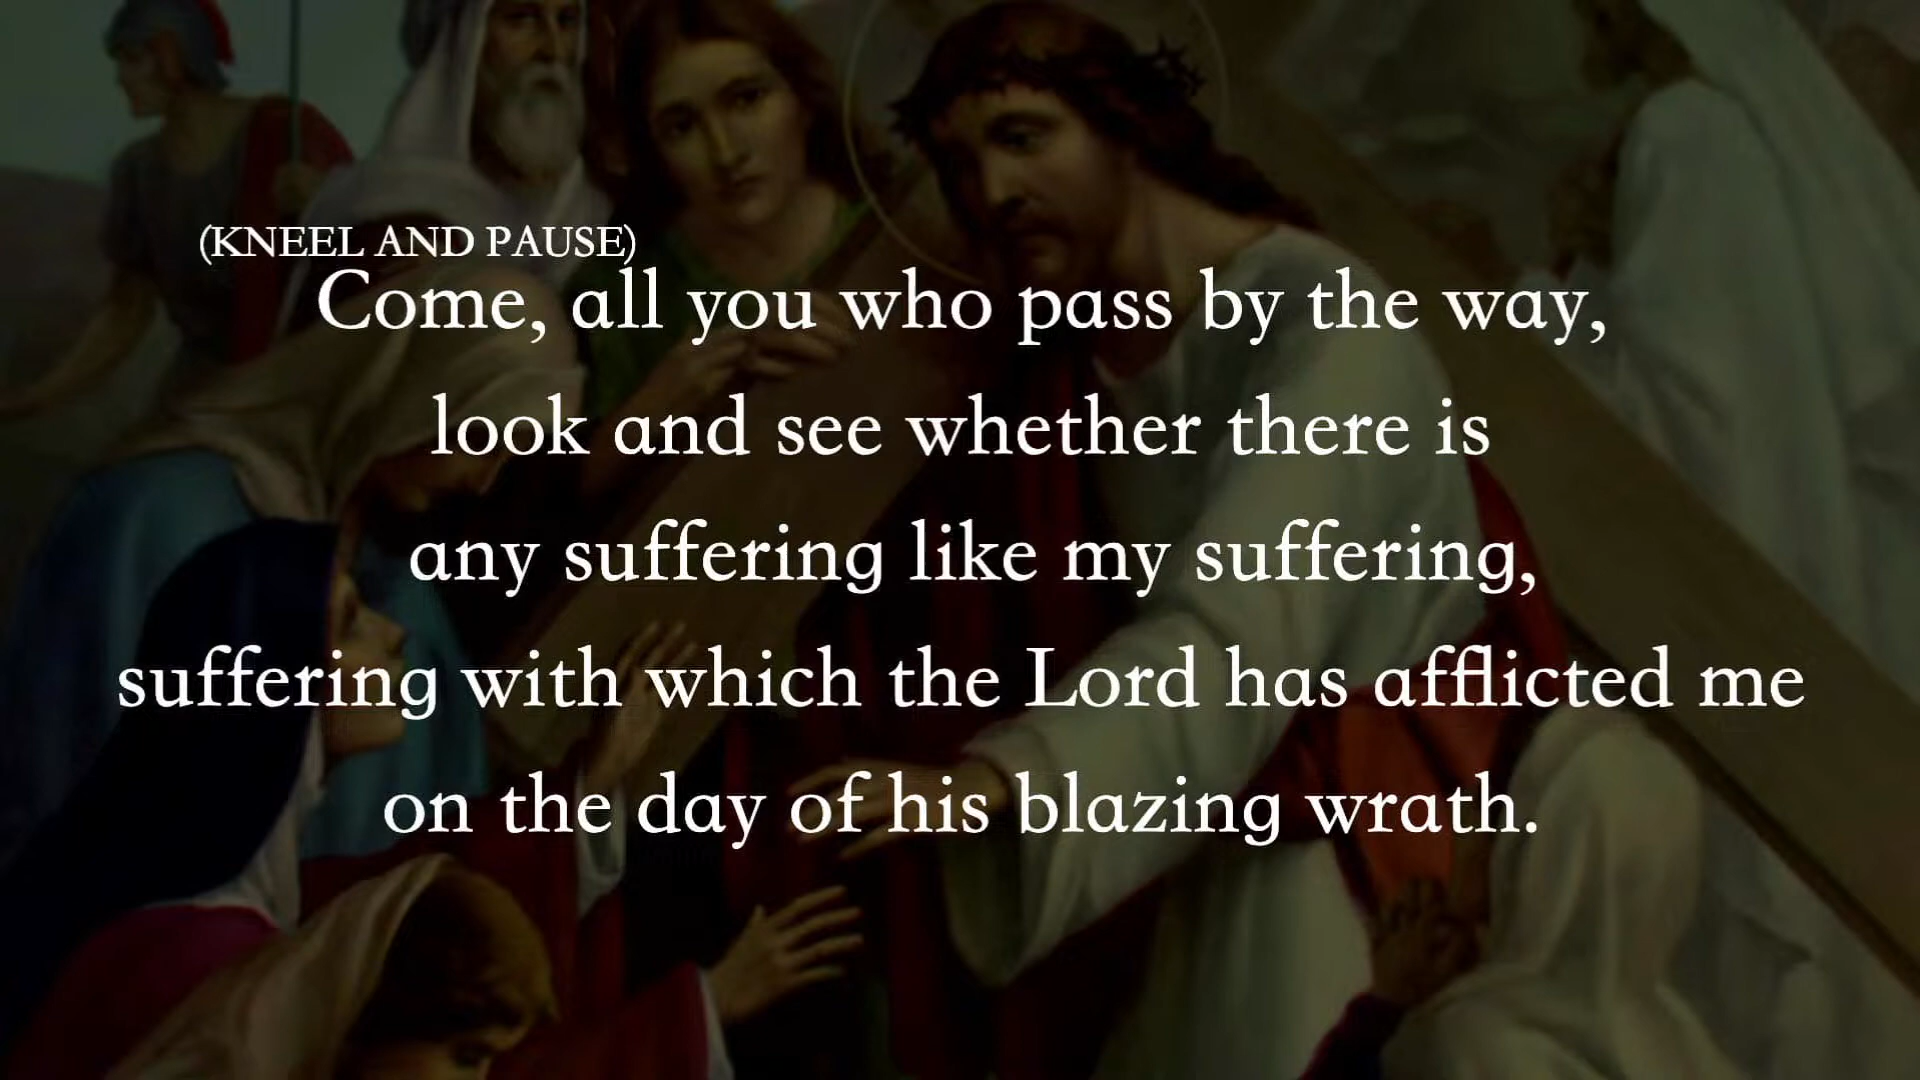 (KNEEL AND PAUSE)
Come, all you who pass by the way,
look and see whether there is
any suffering like my suffering,
suffering with which the Lord has afflicted me
on the day of his blazing wrath.